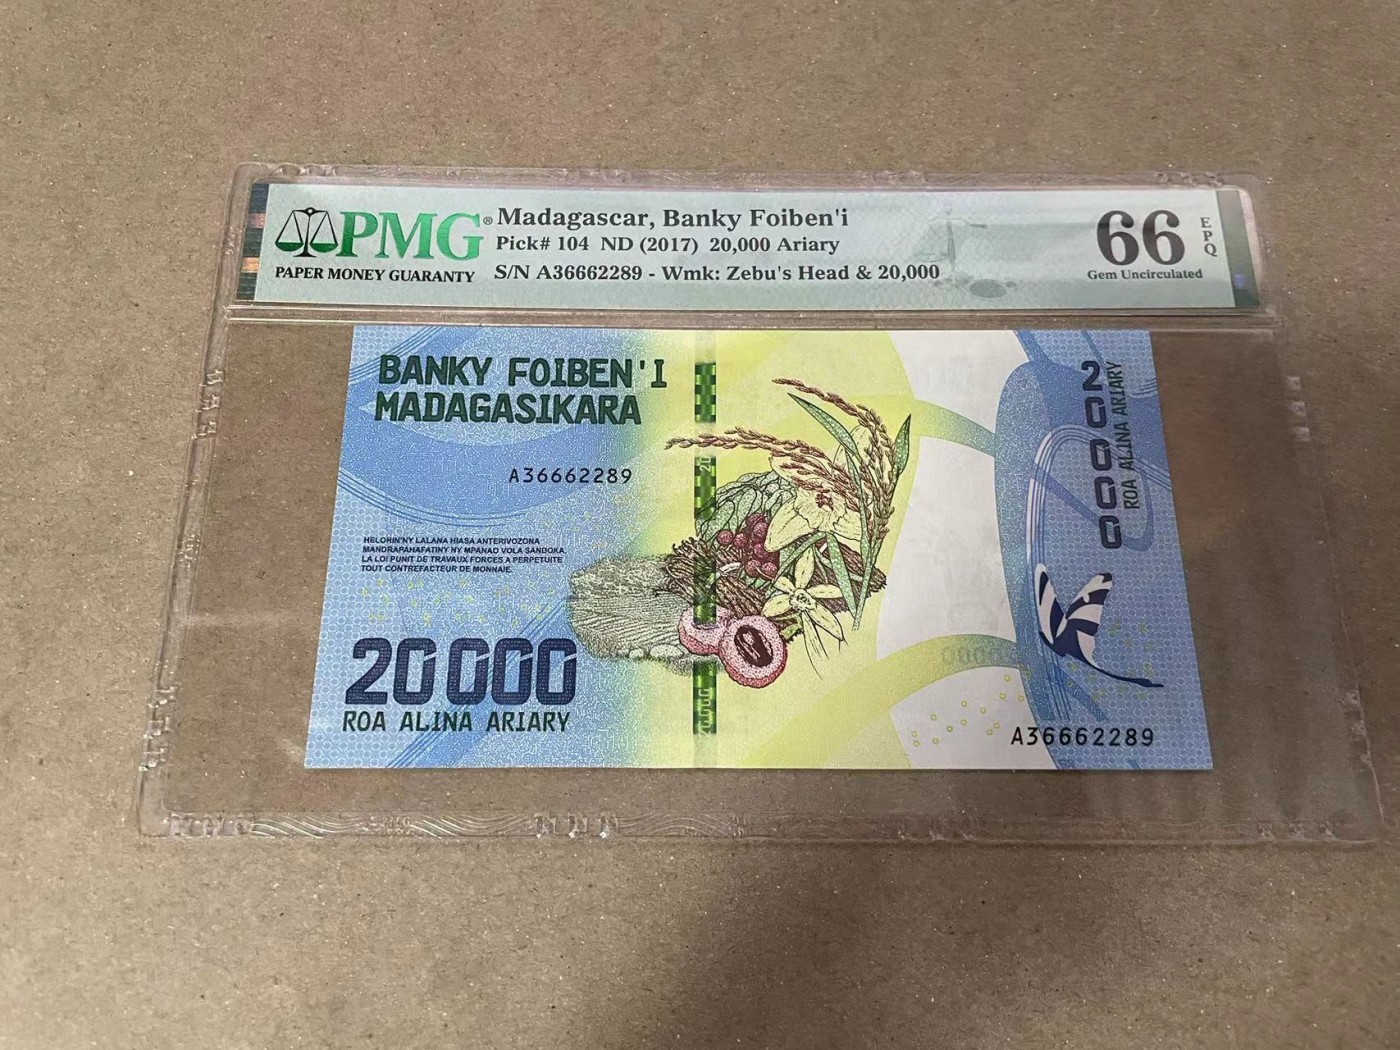 PMG®
PAPER MONEY GUARANTY
Madagascar, Banky Foiben'i
Pick# 104 ND (2017) 20,000 Ariary
S/N A36662289 - Wmk: Zebu's Head & 20,000
66
EPQ
Gem Uncirculated
BANKY FOIBEN'I
MADAGASIKARA
A36662289
HELOHIN'NY LALANA HIASA ANTERIVOZONA
MANDRAPAHAFATINY NY MPANAO VOLA SANDOKA
LA LOI PUNIT DE TRAVAUX FORCES A PERPETUITE
TOUT CONTREFACTEUR DE MONNAIE.
20000
ROA ALINA ARIARY
20000
ROA ALINA ARIARY
A36662289